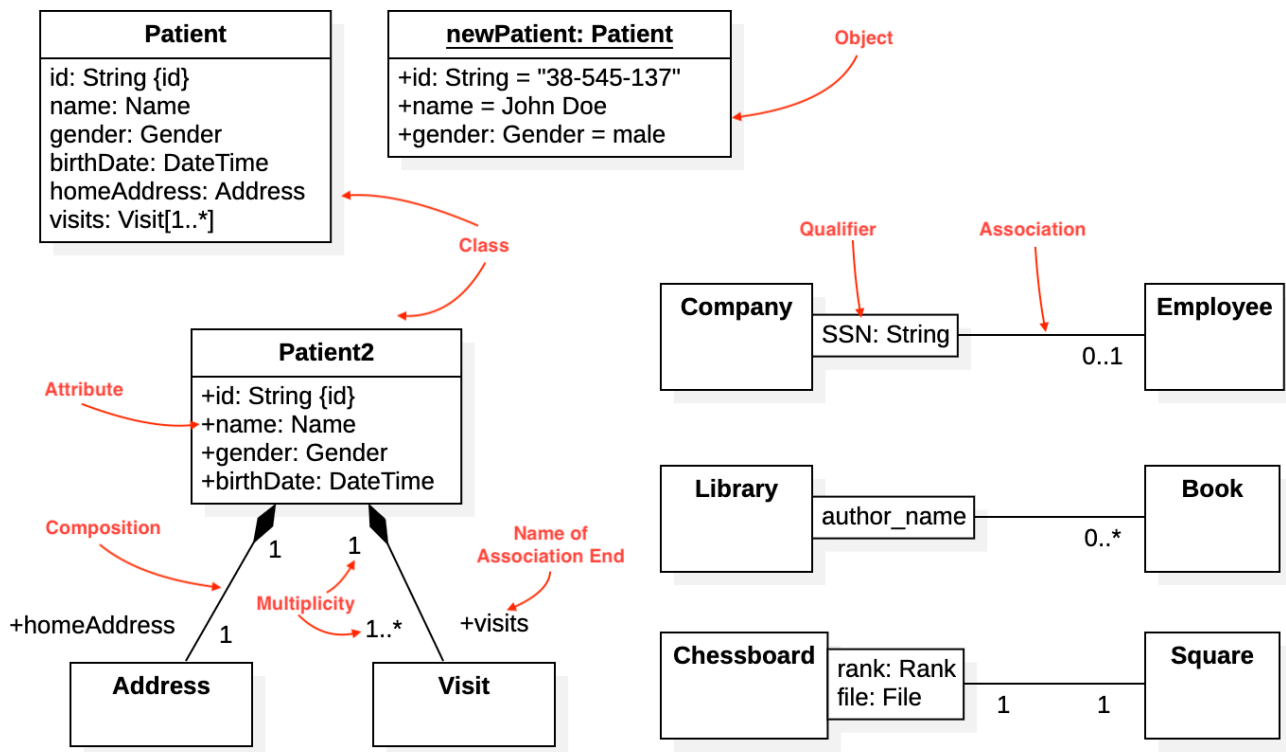 Patient
id: String {id}
name: Name
gender: Gender
birthDate: DateTime
homeAddress: Address
visits: Visit[1..*]
newPatient: Patient
+id: String = "38-545-137"
+name = John Doe
+gender: Gender = male
Object
Class
Patient2
+id: String {id}
+name: Name
+gender: Gender
+birthDate: DateTime
Attribute
Composition
1
1
Name of
Association End
Multiplicity
+homeAddress
1
1..*
+visits
Address
Visit
Qualifier
Association
Company
SSN: String
0..1
Employee
Library
author_name
0..*
Book
Chessboard
rank: Rank
file: File
1
1
Square